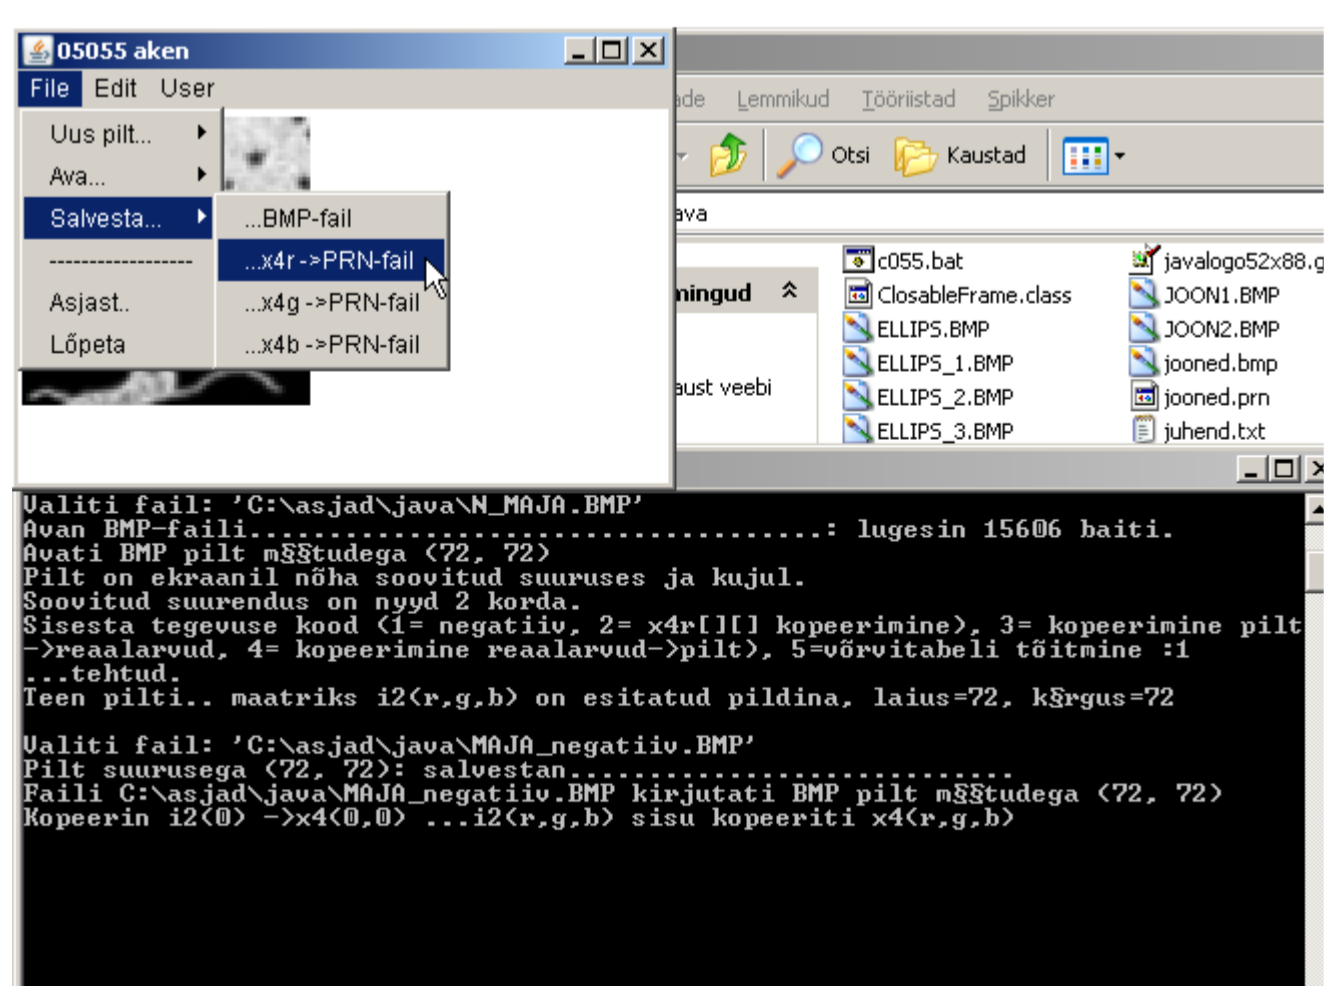 05055 aken
File Edit User
Uus pilt...
Ava...
Salvesta...
------------------
Asjast..
Lõpeta
...BMP-fail
...x4r ->PRN-fail
...x4g ->PRN-fail
...x4b ->PRN-fail
Lemmikud Tööriistad Spikker
Otsi Kaustad
ava
c055.bat
ClosableFrame.class
ELLIPS.BMP
ELLIPS_1.BMP
ELLIPS_2.BMP
ELLIPS_3.BMP
javalogo52x88.g
JOON1.BMP
JOON2.BMP
jooned.bmp
jooned.prn
juhend.txt
mingud
aust veebi
Valiti fail: 'C:\asjad\java\N_MAJA.BMP'
Avan BMP-faili....................................: lugesin 15606 baiti.
Avati BMP pilt m§§tudega (72, 72)
Pilt on ekraanil nõha soovitud suuruses ja kujul.
Soovitud suurendus on nyyd 2 korda.
Sisesta tegevuse kood (1= negatiiv, 2= x4r[][] kopeerimine), 3= kopeerimine pilt
->reaalarvud, 4= kopeerimine reaalarvud->pilt), 5=võrvitabeli tõitmine :1
...tehtud.
Teen pilti.. maatriks i2(r,g,b) on esitatud pildina, laius=72, k§rgus=72
Valiti fail: 'C:\asjad\java\MAJA_negatiiv.BMP'
Pilt suurusega (72, 72): salvestan............................
Faili C:\asjad\java\MAJA_negatiiv.BMP kirjutati BMP pilt m§§tudega (72, 72)
Kopeerin i2(0) ->x4(0,0) ...i2(r,g,b) sisu kopeeriti x4(r,g,b)